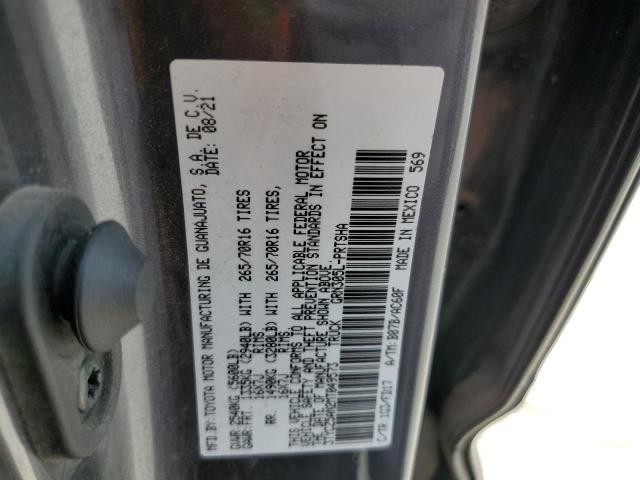 MFD. BY: TOYOTA MOTOR MANUFACTURING DE GUANAJUATO, S.A. DE C.V.
DATE: 08/21
GVWR: 2540KG (5600LB)
GAWR: FRT. 1335KG (2940LB) WITH 265/70R16 TIRES
16X7J RIMS,
RR. 1490KG (3280LB) WITH 265/70R16 TIRES,
16X7J RIMS,
THIS VEHICLE CONFORMS TO ALL APPLICABLE FEDERAL MOTOR
VEHICLE SAFETY AND THEFT PREVENTION STANDARDS IN EFFECT ON
THE DATE OF MANUFACTURE SHOWN ABOVE.
TRUCK GRN305L-PRTSHA
C/TR: 1G3/FD17 A/TM: B07B/AC60F MADE IN MEXICO 569